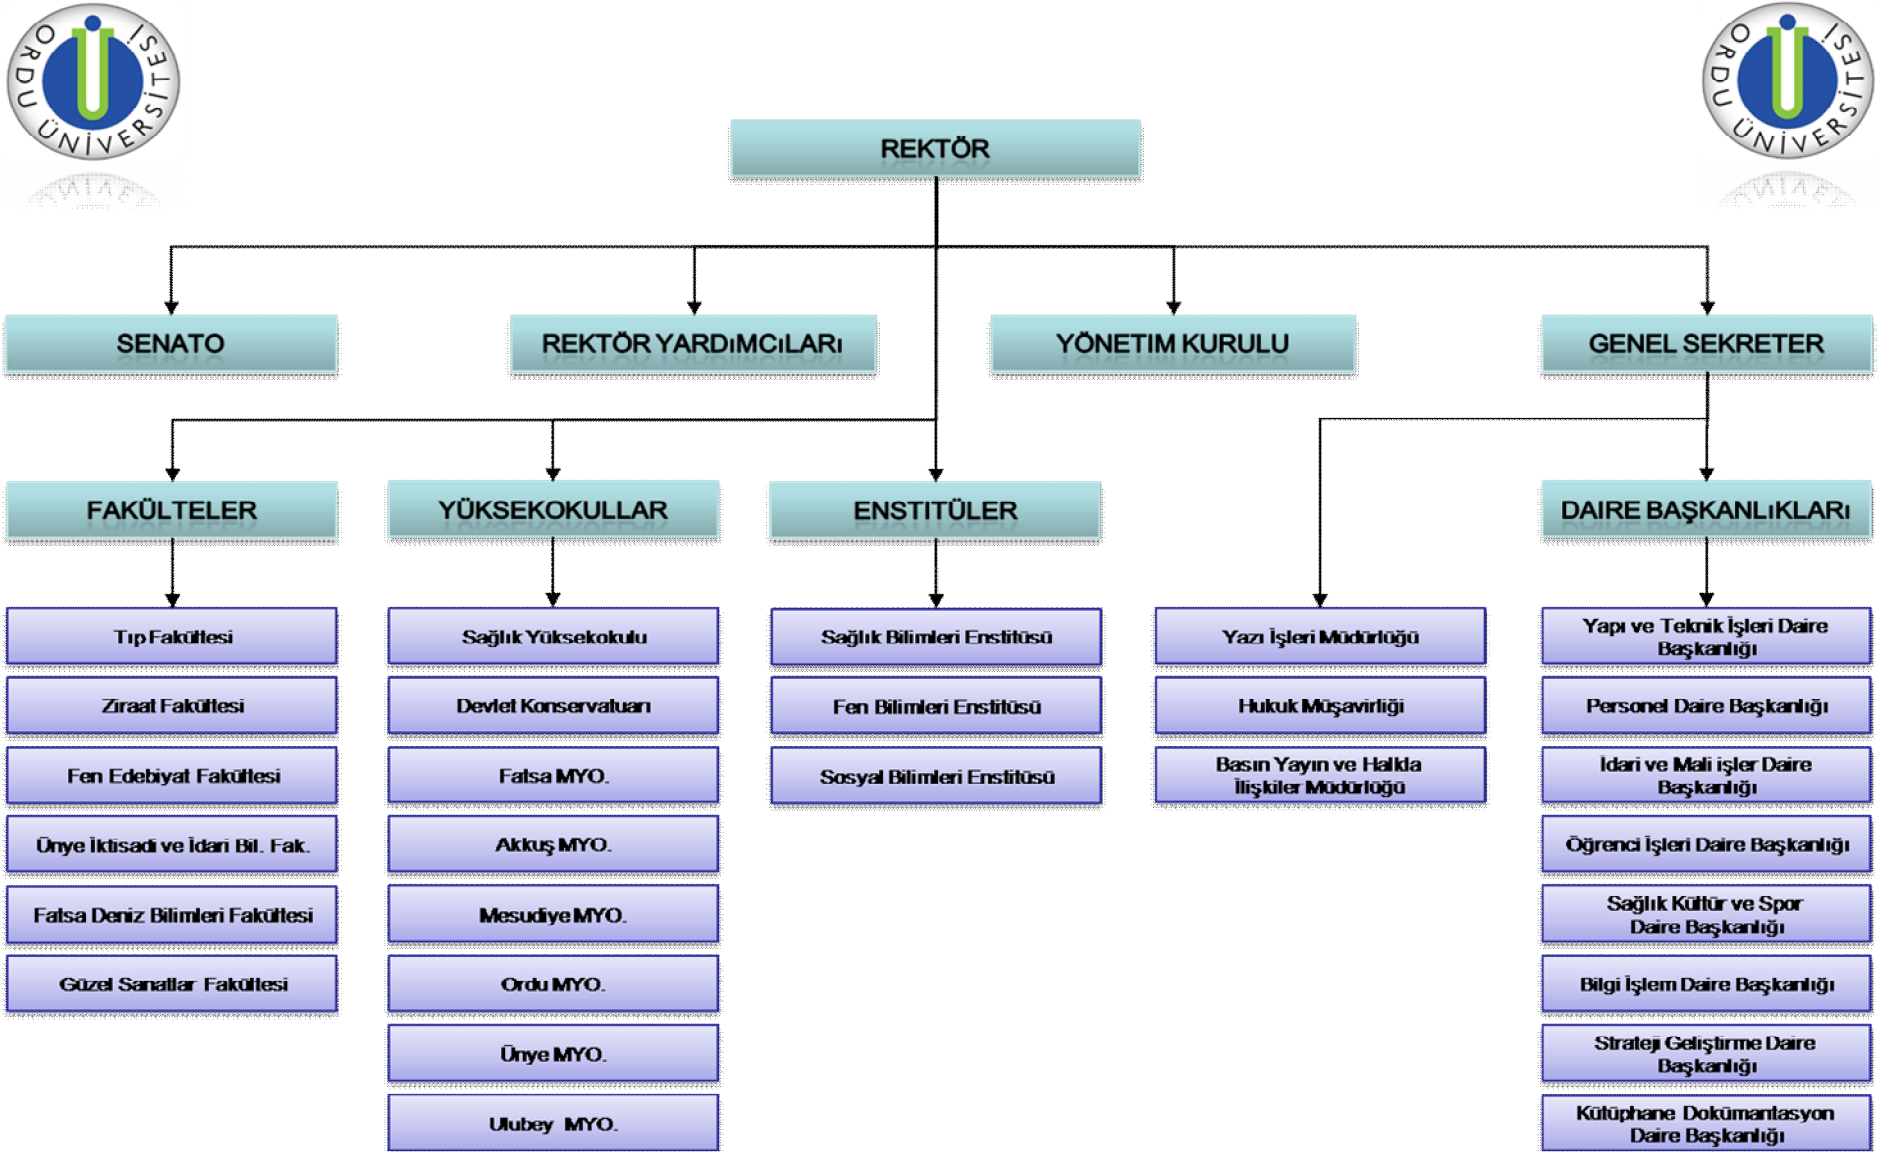 ORDU ÜNİVERSİTESİ
ORDU ÜNİVERSİTESİ
REKTÖR
SENATO
REKTÖR YARDIMCıLARı
YÖNETIM KURULU
GENEL SEKRETER
FAKÜLTELER
YÜKSEKOKULLAR
ENSTITÜLER
DAIRE BAŞKANLıKLARı
Tıp Fakültesi
Ziraat Fakültesi
Fen Edebiyat Fakültesi
Ünye İktisadi ve İdari Bil. Fak.
Fatsa Deniz Bilimleri Fakültesi
Güzel Sanatlar Fakültesi
Sağlık Yüksekokulu
Devlet Konservatuarı
Fatsa MYO.
Akkuş MYO.
Mesudiye MYO.
Ordu MYO.
Ünye MYO.
Ulubey MYO.
Sağlık Bilimleri Enstitüsü
Fen Bilimleri Enstitüsü
Sosyal Bilimleri Enstitüsü
Yazı İşleri Müdürlüğü
Hukuk Müşavirliği
Basın Yayın ve Halkla
İlişkiler Müdürlüğü
Yapı ve Teknik İşleri Daire
Başkanlığı
Personel Daire Başkanlığı
İdari ve Mali işler Daire
Başkanlığı
Öğrenci İşleri Daire Başkanlığı
Sağlık Kültür ve Spor
Daire Başkanlığı
Bilgi İşlem Daire Başkanlığı
Strateji Geliştirme Daire
Başkanlığı
Kütüphane Dokümantasyon
Daire Başkanlığı